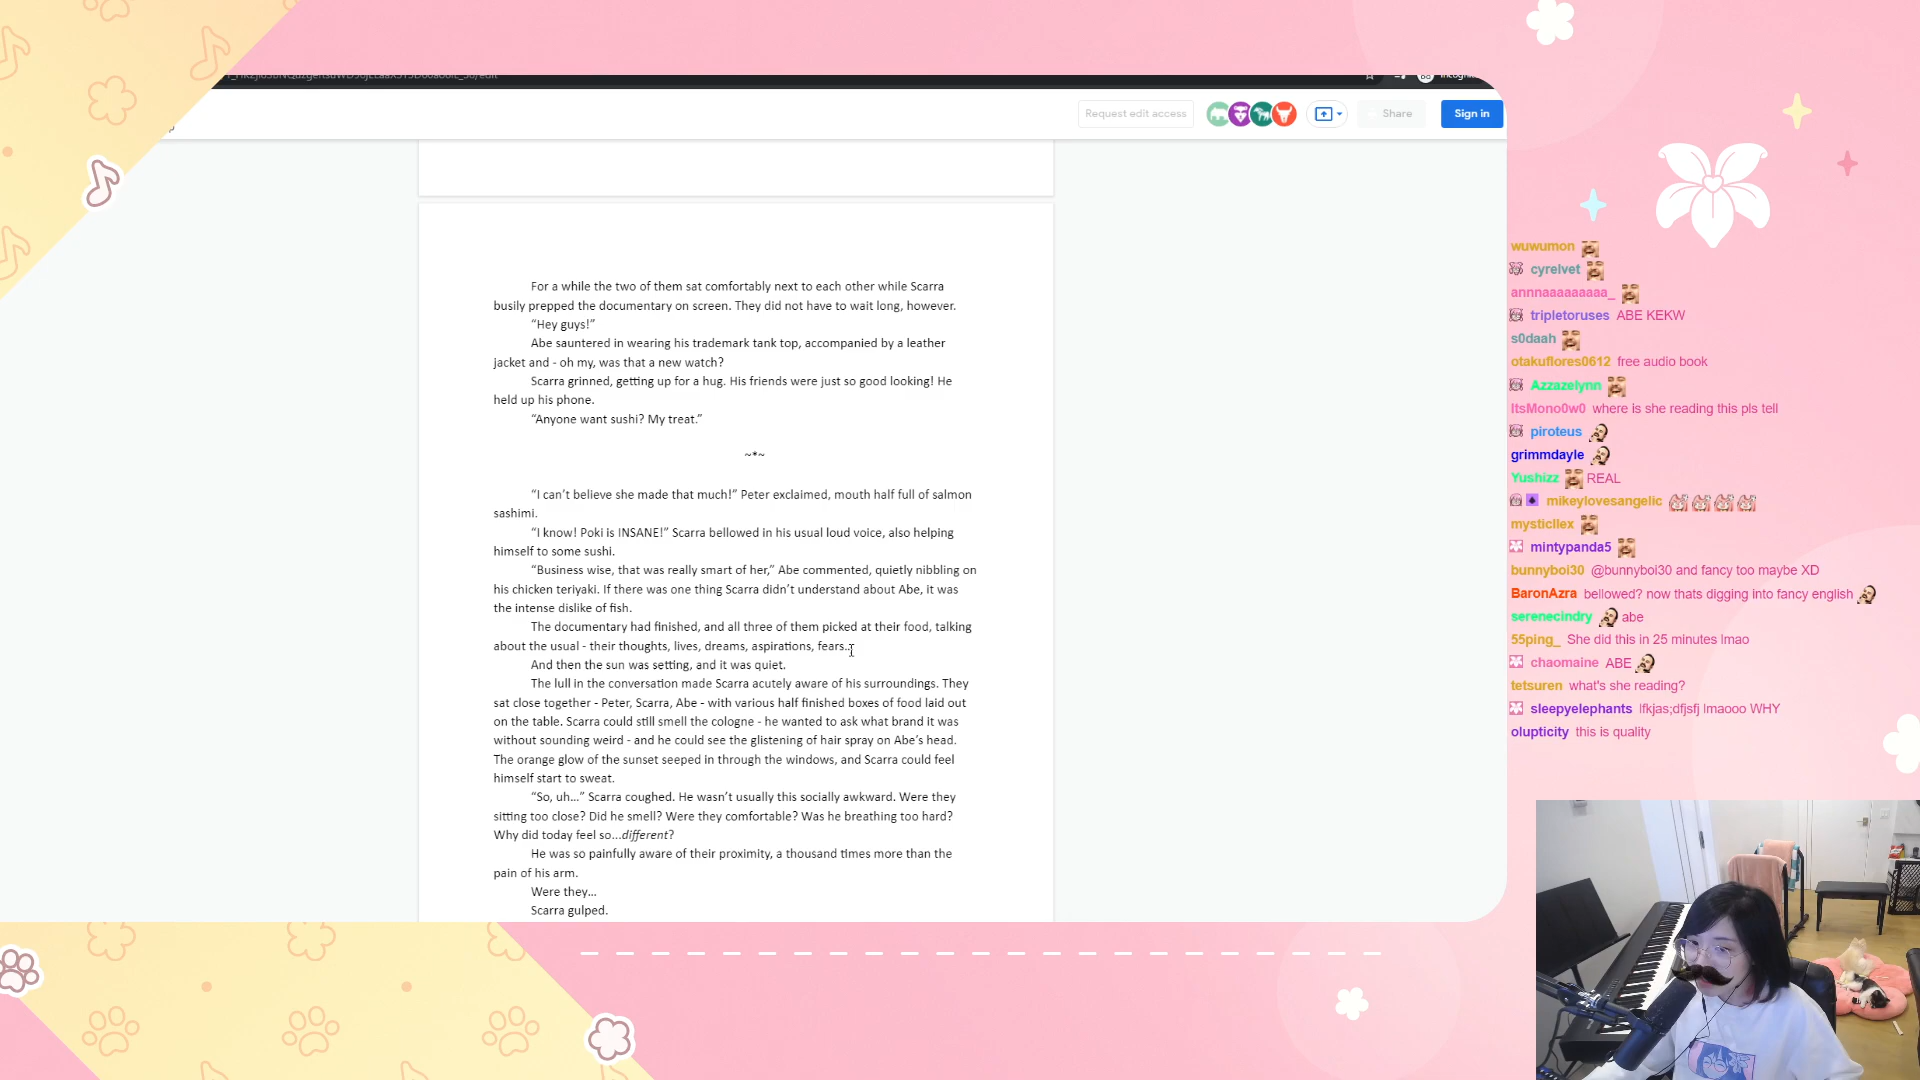 Request edit access
Share
Sign in
For a while the two of them sat comfortably next to each other while Scarra
busily prepped the documentary on screen. They did not have to wait long, however.
“Hey guys!”
Abe sauntered in wearing his trademark tank top, accompanied by a leather
jacket and - oh my, was that a new watch?
Scarra grinned, getting up for a hug. His friends were just so good looking! He
held up his phone.
“Anyone want sushi? My treat.”
~*~
“I can’t believe she made that much!” Peter exclaimed, mouth half full of salmon
sashimi.
“I know! Poki is INSANE!” Scarra bellowed in his usual loud voice, also helping
himself to some sushi.
“Business wise, that was really smart of her,” Abe commented, quietly nibbling on
his chicken teriyaki. If there was one thing Scarra didn’t understand about Abe, it was
the intense dislike of fish.
The documentary had finished, and all three of them picked at their food, talking
about the usual - their thoughts, lives, dreams, aspirations, fears..
And then the sun was setting, and it was quiet.
The lull in the conversation made Scarra acutely aware of his surroundings. They
sat close together - Peter, Scarra, Abe - with various half finished boxes of food laid out
on the table. Scarra could still smell the cologne - he wanted to ask what brand it was
without sounding weird - and he could see the glistening of hair spray on Abe’s head.
The orange glow of the sunset seeped in through the windows, and Scarra could feel
himself start to sweat.
“So, uh...” Scarra coughed. He wasn’t usually this socially awkward. Were they
sitting too close? Did he smell? Were they comfortable? Was he breathing too hard?
Why did today feel so...different?
He was so painfully aware of their proximity, a thousand times more than the
pain of his arm.
Were they...
Scarra gulped.
wuwumon
cyrelvet
annnaaaaaaaaa_
tripletoruses ABE KEKW
s0daah
otakuflores0612 free audio book
Azzazelynn
ItsMono0w0 where is she reading this pls tell
piroteus
grimmdayle
Yushizz REAL
mikeylovesangelic
mysticllex
mintypanda5
bunnyboi30 @bunnyboi30 and fancy too maybe XD
BaronAzra bellowed? now thats digging into fancy english
serenecindry abe
55ping_ She did this in 25 minutes lmao
chaomaine ABE
tetsuren what's she reading?
sleepyelephants lfkjas;dfjsfj lmaooo WHY
olupticity this is quality